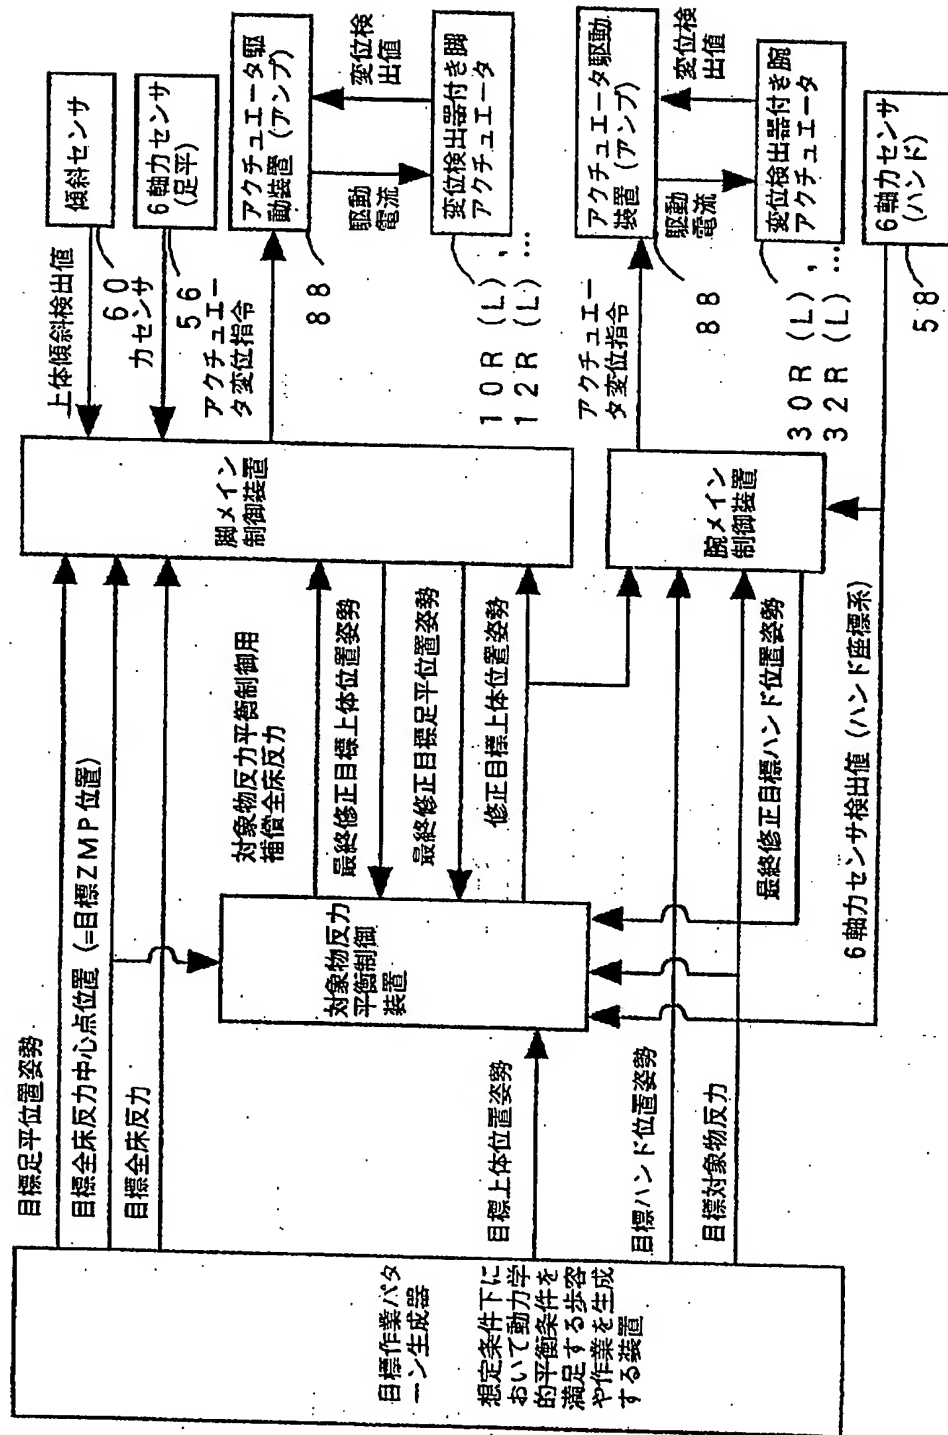 目標作業パタ
ーン生成器
想定条件下に
おいて動力学
的平衡条件を
満足する歩容
や作業を生成
する装置
目標足平位置姿勢
目標全床反力中心点位置（=目標ZMP位置）
目標全床反力
目標上体位置姿勢
目標ハンド位置姿勢
目標対象物反力
対象物反力
平衡制御
装置
対象物反力平衡制御用
補償全床反力
最終修正目標上体位置姿勢
最終修正目標足平位置姿勢
修正目標上体位置姿勢
最終修正目標ハンド位置姿勢
6軸力センサ検出値（ハンド座標系）
脚メイン
制御装置
腕メイン
制御装置
上体傾斜検出値
60
力センサ
56
アクチュエー
タ変位指令
88
10R（L），
12R（L）…
アクチュエー
タ変位指令
88
30R（L），
32R（L）…
58
傾斜センサ
6軸力センサ
（足平）
アクチュエータ駆
動装置（アンプ）
駆動
電流
変位検
出値
変位検出器付き脚
アクチュエータ
アクチュエータ駆動
装置（アンプ）
駆動
電流
変位検
出値
変位検出器付き腕
アクチュエータ
6軸力センサ
（ハンド）